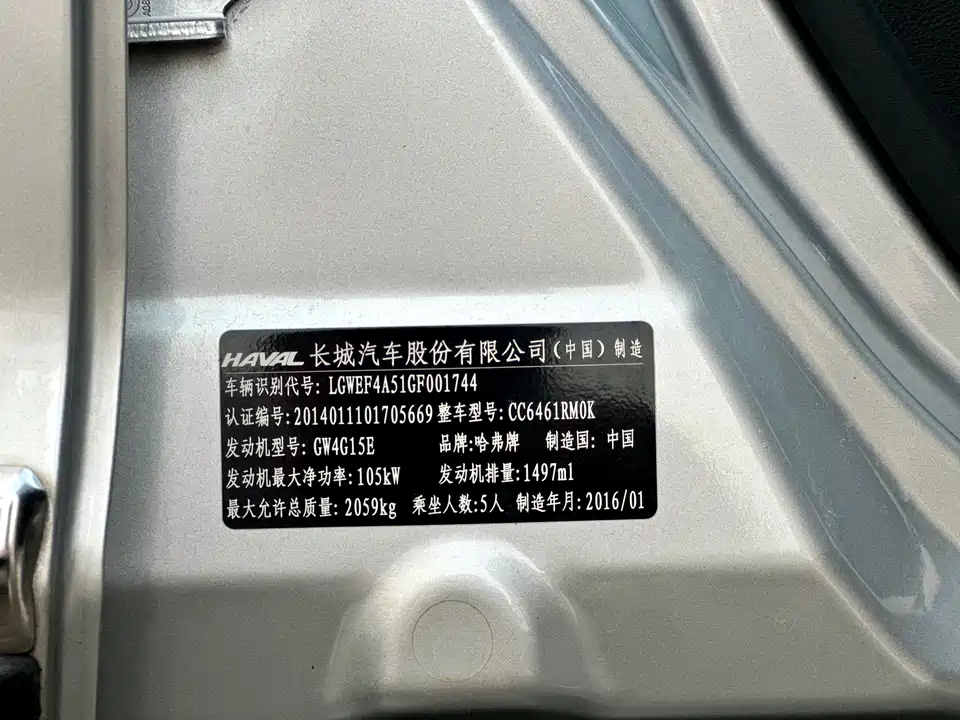 HAVAL 长城汽车股份有限公司(中国)制造
车辆识别代号: LGWEF4A51GF001744
认证编号:2014011101705669 整车型号:CC6461RM0K
发动机型号: GW4G15E 品牌:哈弗牌 制造国: 中国
发动机最大净功率:105kW 发动机排量:1497ml
最大允许总质量: 2059kg 乘坐人数:5人 制造年月:2016/01